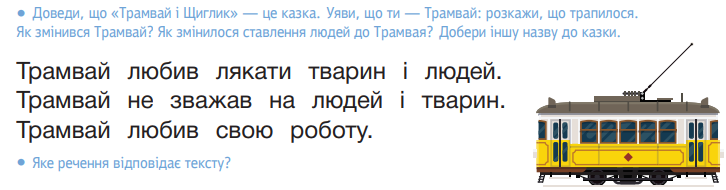 • Доведи, що «Трамвай і Щиглик» — це казка. Уяви, що ти — Трамвай: розкажи, що трапилося.
Як змінився Трамвай? Як змінилося ставлення людей до Трамвая? Добери іншу назву до казки.
Трамвай любив лякати тварин і людей.
Трамвай не зважав на людей і тварин.
Трамвай любив свою роботу.
• Яке речення відповідає тексту?